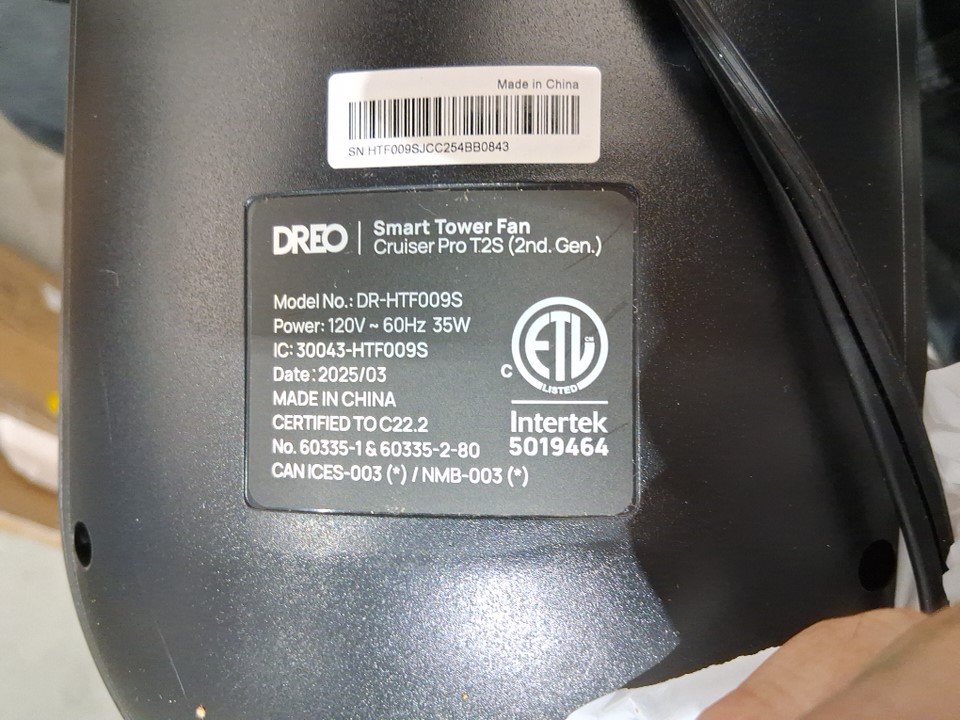 Made in China
SN HTF009SJCC254BB0843
DREO
Smart Tower Fan
Cruiser Pro T2S (2nd. Gen.)
Model No.: DR-HTF009S
Power: 120V ~ 60Hz 35W
IC: 30043-HTF009S
Date: 2025/03
MADE IN CHINA
CERTIFIED TO C22.2
No. 60335-1 & 60335-2-80
CAN ICES-003 (*) / NMB-003 (*)
ETL
CM
C
LISTED
Intertek
5019464